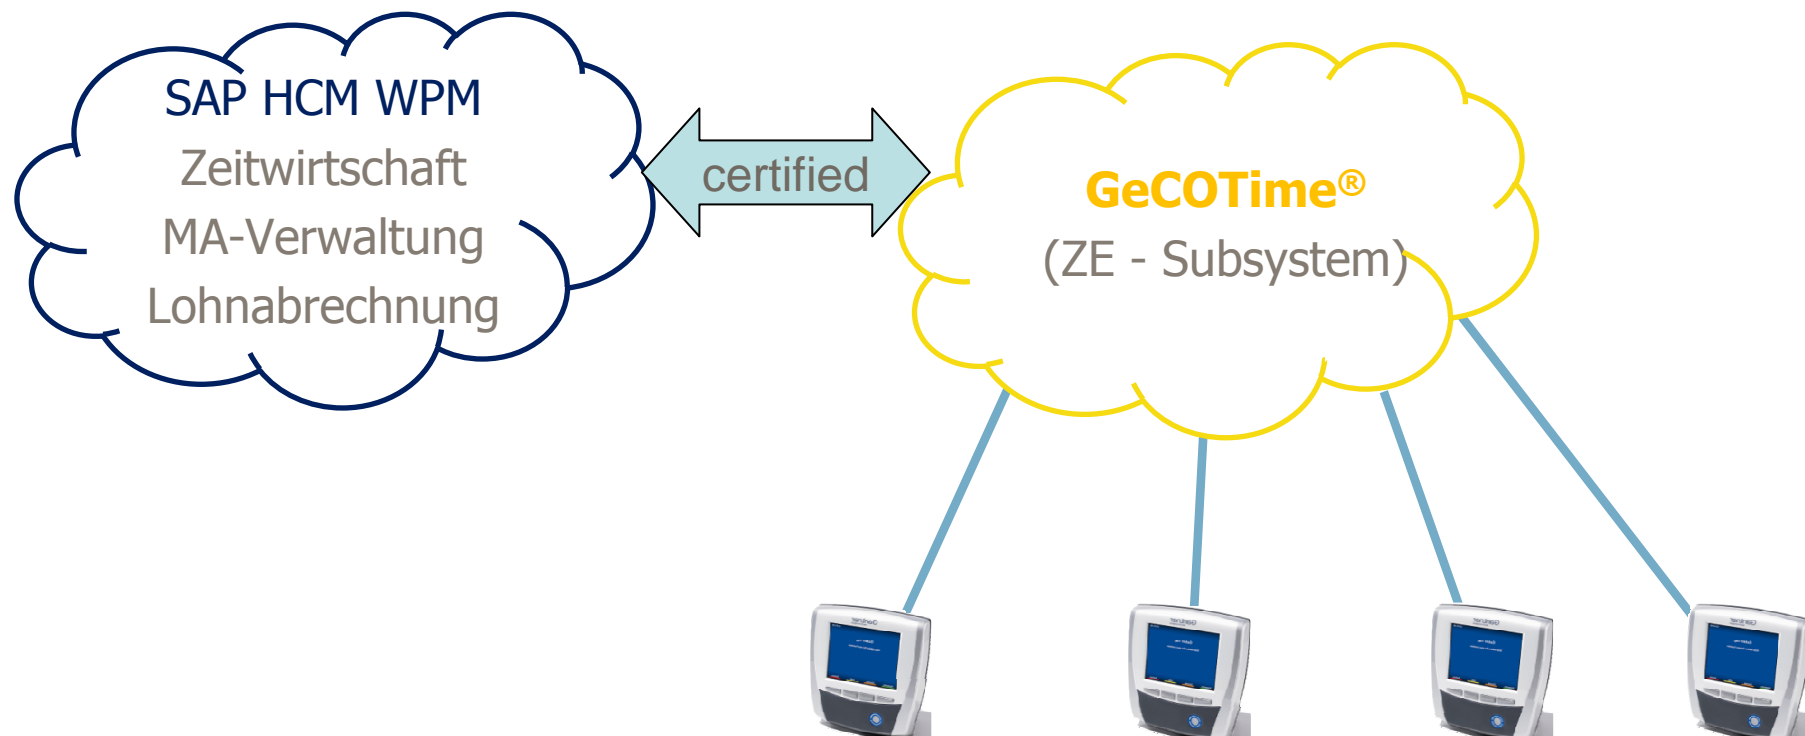 SAP HCM WPM
Zeitwirtschaft
MA-Verwaltung
Lohnabrechnung
certified
GeCOTime®
(ZE - Subsystem)